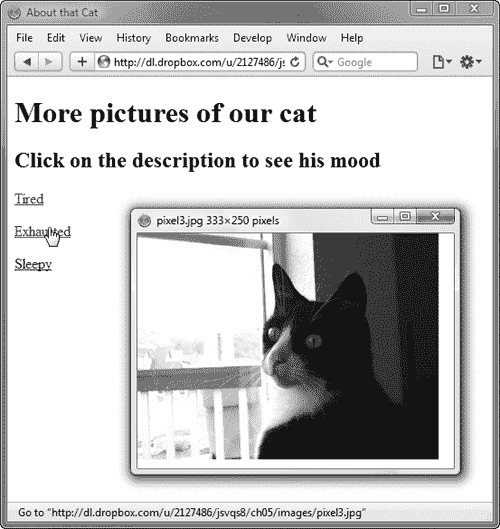 About that Cat
File Edit View History Bookmarks Develop Window Help
http://dl.dropbox.com/u/2127486/js
Google
More pictures of our cat
Click on the description to see his mood
Tired
Exhausted
Sleepy
pixel3.jpg 333×250 pixels
Go to "http://dl.dropbox.com/u/2127486/jsvqs8/ch05/images/pixel3.jpg"